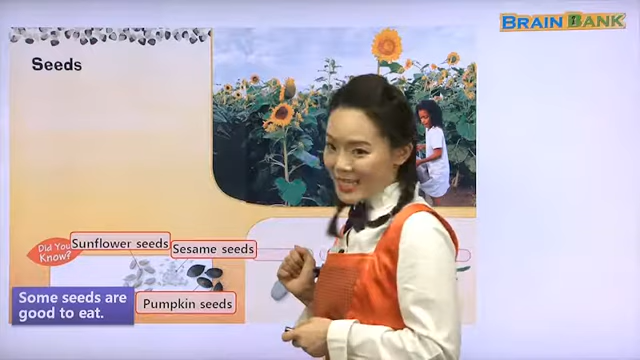 BRAIN BANK
Seeds
Did You
Know?
Sunflower seeds
Sesame seeds
Pumpkin seeds
Some seeds are
good to eat.